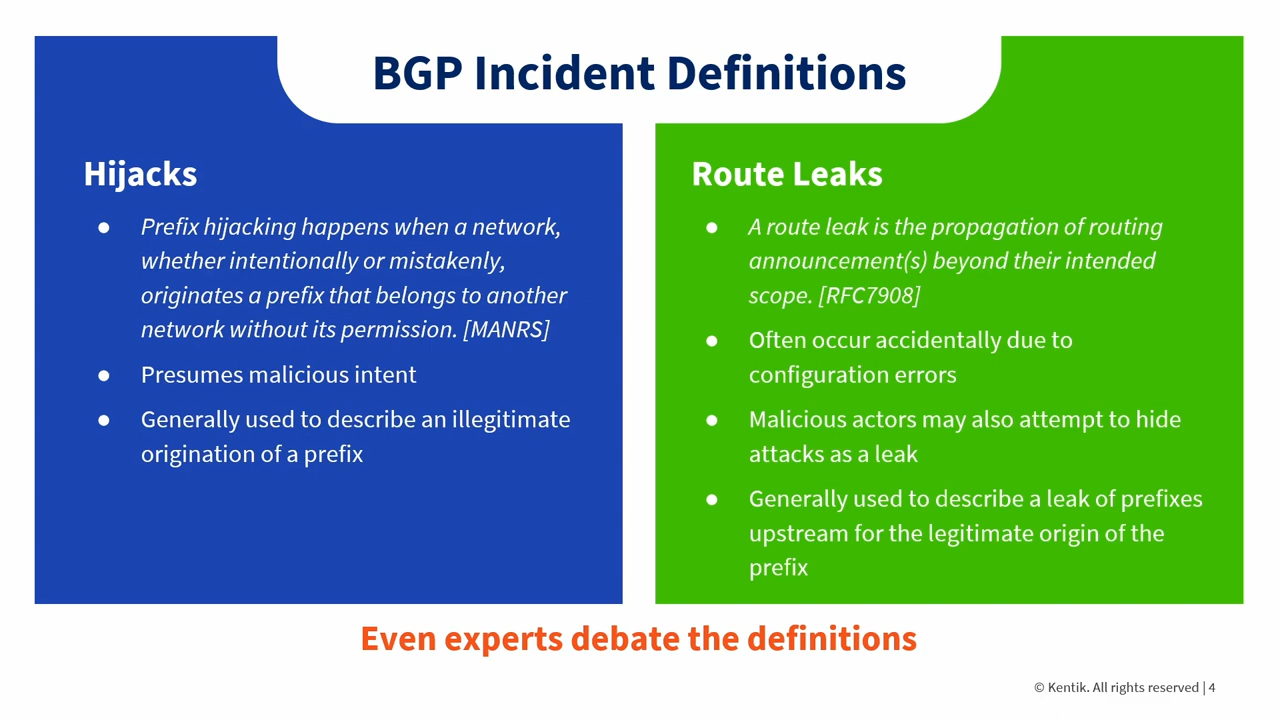 BGP Incident Definitions
Hijacks
● Prefix hijacking happens when a network,
whether intentionally or mistakenly,
originates a prefix that belongs to another
network without its permission. [MANRS]
● Presumes malicious intent
● Generally used to describe an illegitimate
origination of a prefix
Route Leaks
● A route leak is the propagation of routing
announcement(s) beyond their intended
scope. [RFC7908]
● Often occur accidentally due to
configuration errors
● Malicious actors may also attempt to hide
attacks as a leak
● Generally used to describe a leak of prefixes
upstream for the legitimate origin of the
prefix
Even experts debate the definitions
© Kentik. All rights reserved | 4